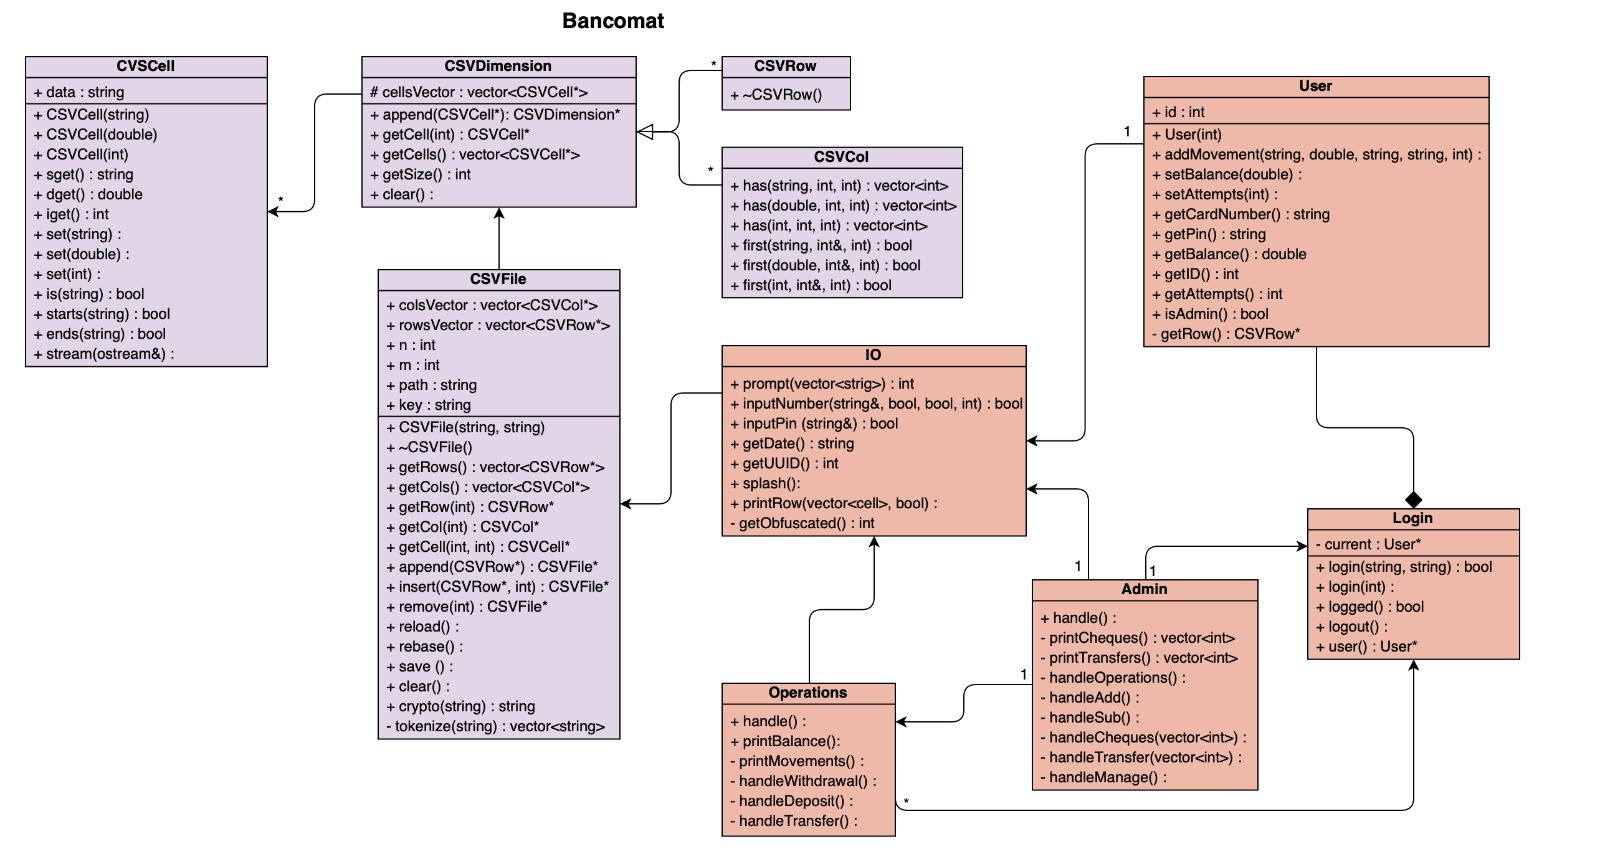 Bancomat
CVSCell
+ data : string
+ CSVCell(string)
+ CSVCell(double)
+ CSVCell(int)
+ sget() : string
+ dget() : double
+ iget() : int
+ set(string) :
+ set(double) :
+ set(int) :
+ is(string) : bool
+ starts(string) : bool
+ ends(string) : bool
+ stream(ostream&) :
*
CSVDimension
# cellsVector : vector<CSVCell*>
+ append(CSVCell*): CSVDimension*
+ getCell(int) : CSVCell*
+ getCells() : vector<CSVCell*>
+ getSize() : int
+ clear() :
*
CSVRow
+ ~CSVRow()
*
CSVCol
+ has(string, int, int) : vector<int>
+ has(double, int, int) : vector<int>
+ has(int, int, int) : vector<int>
+ first(string, int&, int) : bool
+ first(double, int&, int) : bool
+ first(int, int&, int) : bool
CSVFile
+ colsVector : vector<CSVCol*>
+ rowsVector : vector<CSVRow*>
+ n : int
+ m : int
+ path : string
+ key : string
+ CSVFile(string, string)
+ ~CSVFile()
+ getRows() : vector<CSVRow*>
+ getCols() : vector<CSVCol*>
+ getRow(int) : CSVRow*
+ getCol(int) : CSVCol*
+ getCell(int, int) : CSVCell*
+ append(CSVRow*) : CSVFile*
+ insert(CSVRow*, int) : CSVFile*
+ remove(int) : CSVFile*
+ reload() :
+ rebase() :
+ save () :
+ clear() :
+ crypto(string) : string
- tokenize(string) : vector<string>
IO
+ prompt(vector<strig>) : int
+ inputNumber(string&, bool, bool, int) : bool
+ inputPin (string&) : bool
+ getDate() : string
+ getUUID() : int
+ splash():
+ printRow(vector<cell>, bool) :
- getObfuscated() : int
1
User
+ id : int
+ User(int)
+ addMovement(string, double, string, string, int) :
+ setBalance(double) :
+ setAttempts(int) :
+ getCardNumber() : string
+ getPin() : string
+ getBalance() : double
+ getID() : int
+ getAttempts() : int
+ isAdmin() : bool
- getRow() : CSVRow*
Login
- current : User*
+ login(string, string) : bool
+ login(int) :
+ logged() : bool
+ logout() :
+ user() : User*
1
1
1
Admin
+ handle() :
- printCheques() : vector<int>
- printTransfers() : vector<int>
- handleOperations() :
- handleAdd() :
- handleSub() :
- handleCheques(vector<int>) :
- handleTransfer(vector<int>) :
- handleManage() :
Operations
+ handle() :
+ printBalance():
- printMovements() :
- handleWithdrawal() :
- handleDeposit() :
- handleTransfer() :
*